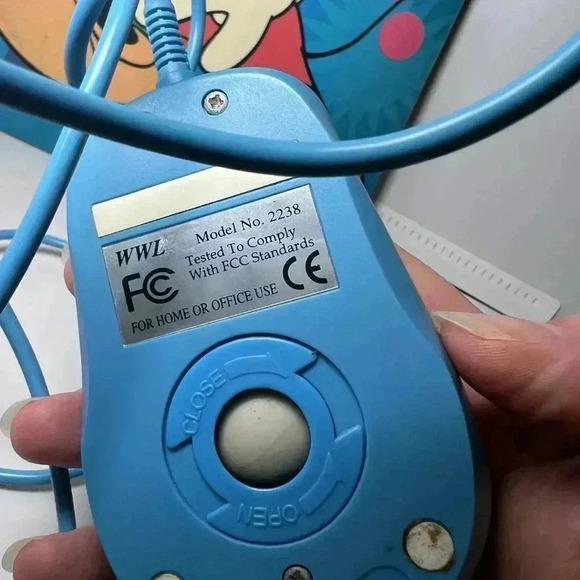 WWL
Model No. 2238
Tested To Comply
With FCC Standards
FC CE
FOR HOME OR OFFICE USE
CLOSE
OPEN